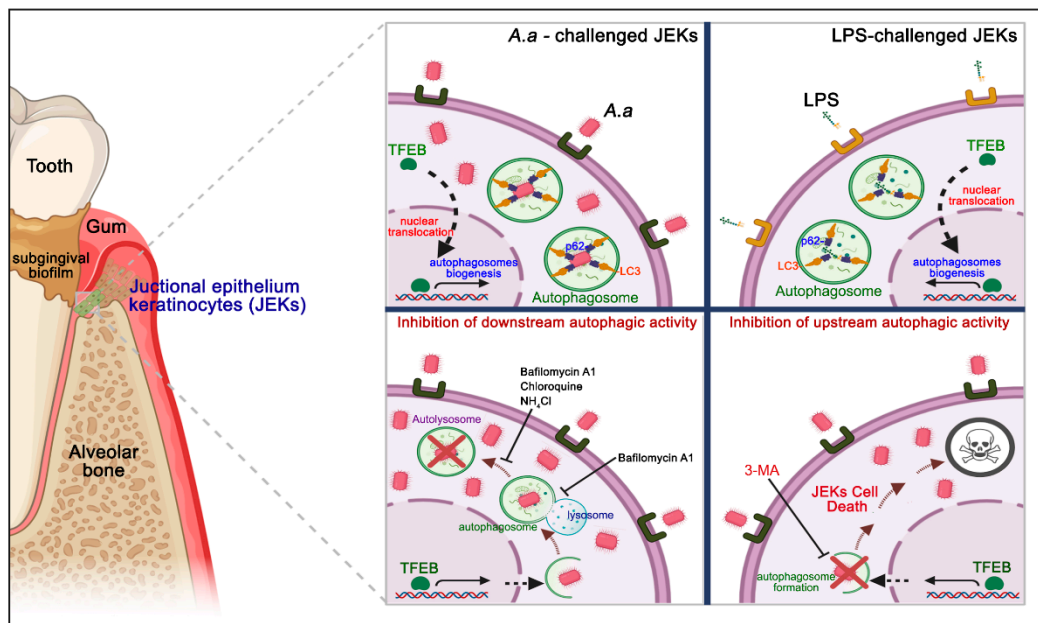 Tooth
Gum
subgingival
biofilm
Juctional epithelium
keratinocytes (JEKs)
Alveolar
bone
A.a - challenged JEKs
A.a
TFEB
nuclear
translocation
autophagosomes
biogenesis
p62
LC3
Autophagosome
LPS-challenged JEKs
LPS
TFEB
nuclear
translocation
p62
LC3
autophagosomes
biogenesis
Autophagosome
Inhibition of downstream autophagic activity
Bafilomycin A1
Chloroquine
NH₄Cl
Autolysosome
Bafilomycin A1
lysosome
autophagosome
TFEB
Inhibition of upstream autophagic activity
3-MA
JEKs Cell
Death
autophagosome
formation
TFEB